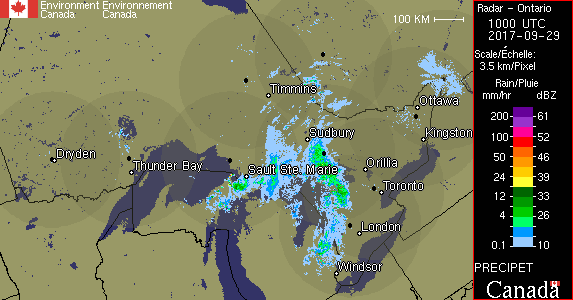 Environment Environnement
Canada Canada
100 KM
Radar - Ontario
1000 UTC
2017-09-29
Scale/Échelle:
3.5 km/Pixel
Rain/Pluie
mm/hr dBZ
200 61
100 52
50 46
24 39
12 33
4 26
0.1 10
Timmins
Ottawa
Sudbury
Kingston
Dryden
Thunder Bay
Sault Ste. Marie
Orillia
Toronto
London
Windsor
PRECIPET
Canada